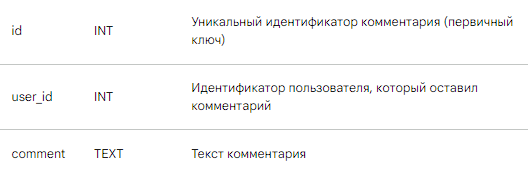 id INT Уникальный идентификатор комментария (первичный
ключ)
user_id INT Идентификатор пользователя, который оставил
комментарий
comment TEXT Текст комментария